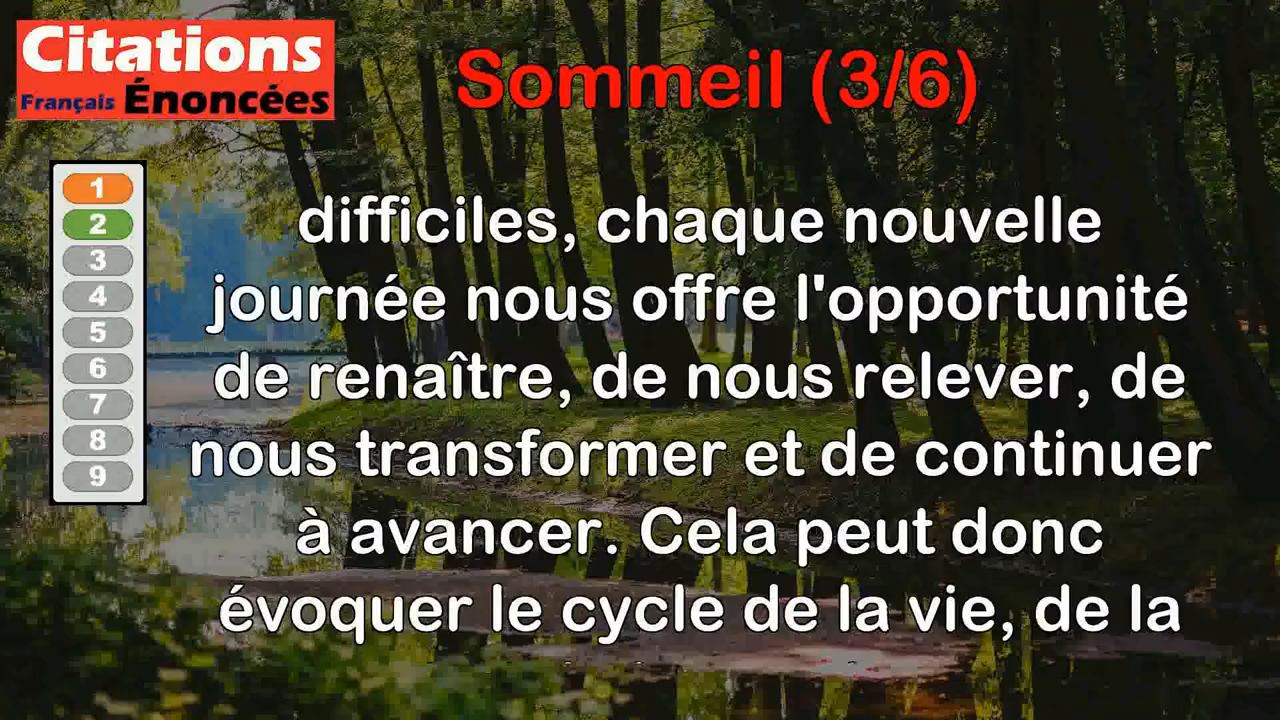 Citations
Français Énoncées
Sommeil (3/6)
1
2
3
4
5
6
7
8
9
difficiles, chaque nouvelle
journée nous offre l'opportunité
de renaître, de nous relever, de
nous transformer et de continuer
à avancer. Cela peut donc
évoquer le cycle de la vie, de la